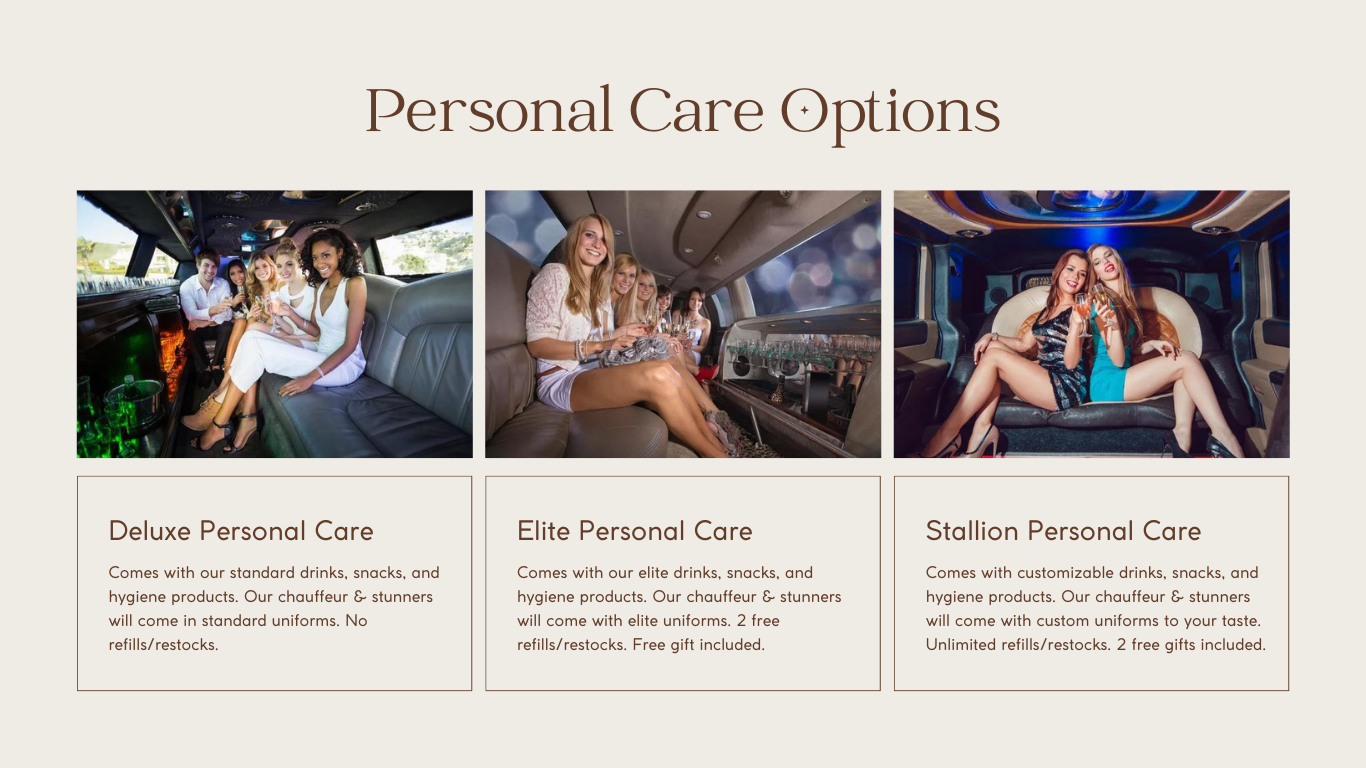 Personal Care Options
Deluxe Personal Care
Comes with our standard drinks, snacks, and
hygiene products. Our chauffeur & stunners
will come in standard uniforms. No
refills/restocks.
Elite Personal Care
Comes with our elite drinks, snacks, and
hygiene products. Our chauffeur & stunners
will come with elite uniforms. 2 free
refills/restocks. Free gift included.
Stallion Personal Care
Comes with customizable drinks, snacks, and
hygiene products. Our chauffeur & stunners
will come with custom uniforms to your taste.
Unlimited refills/restocks. 2 free gifts included.